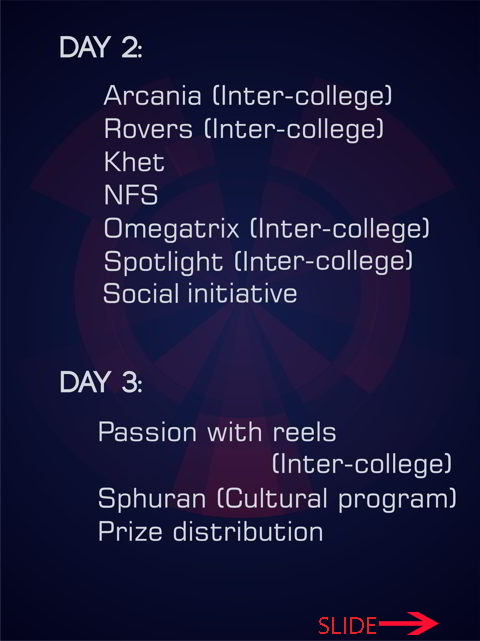 DAY 2:
Arcania (Inter-college)
Rovers (Inter-college)
Khet
NFS
Omegatrix (Inter-college)
Spotlight (Inter-college)
Social initiative
DAY 3:
Passion with reels
(Inter-college)
Sphuran (Cultural program)
Prize distribution
SLIDE